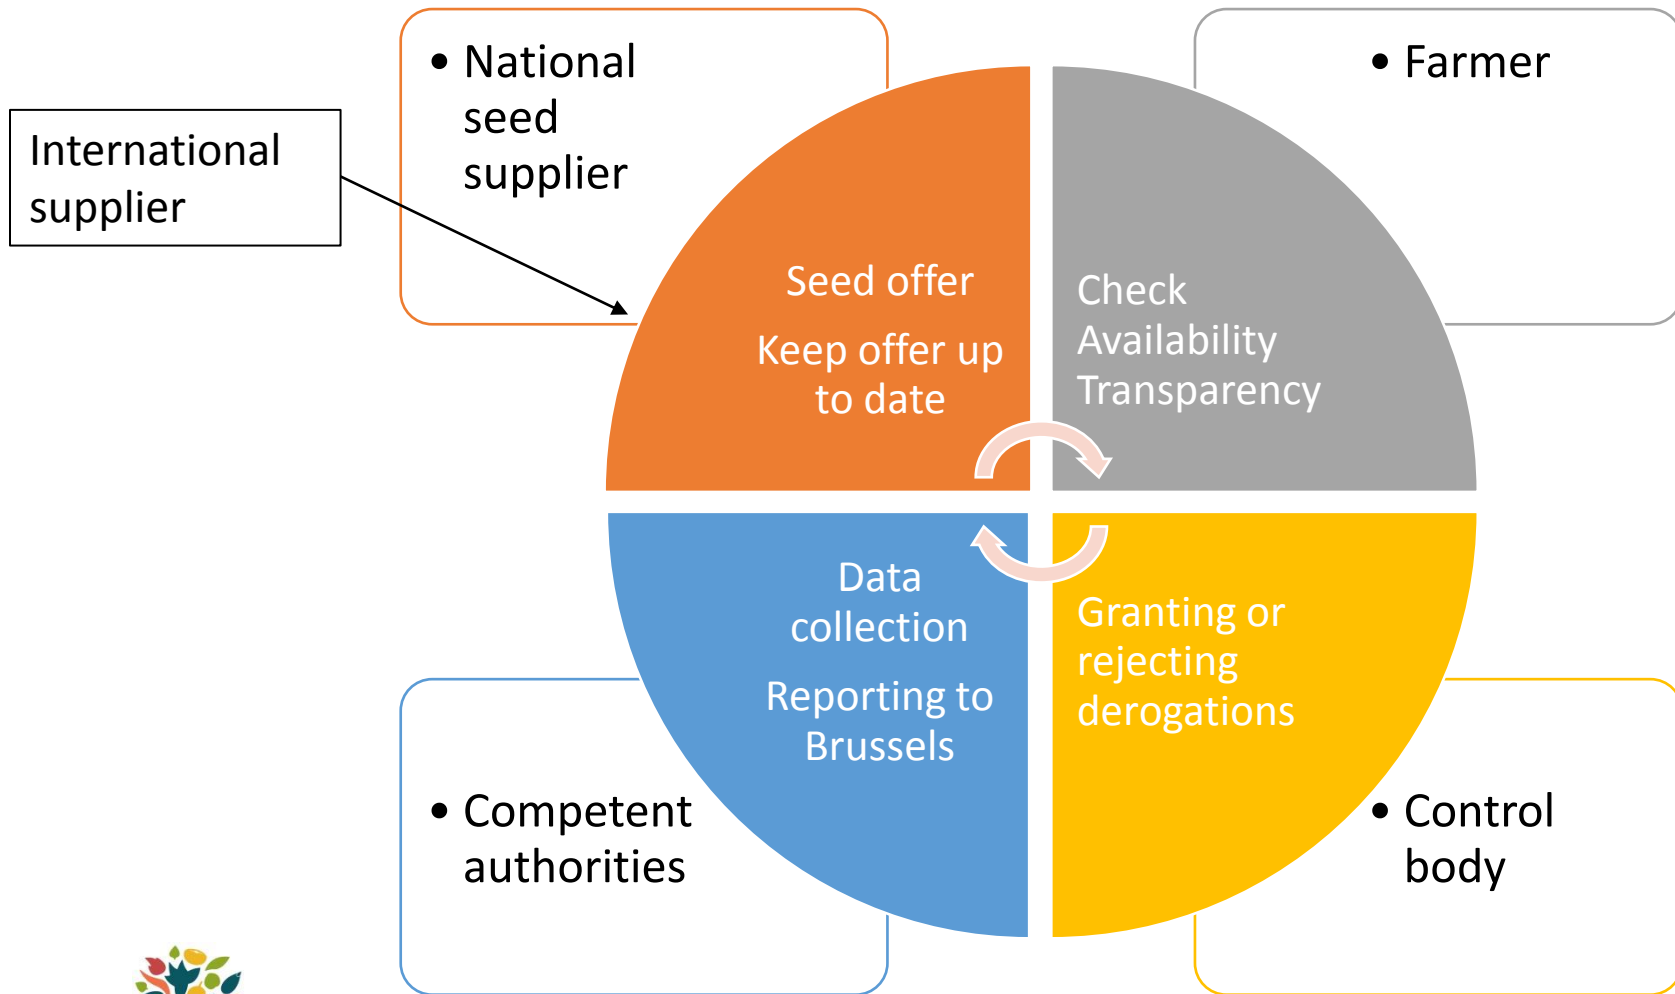 • National
seed
supplier
• Farmer
International
supplier
Seed offer
Keep offer up
to date
Check
Availability
Transparency
Data
collection
Reporting to
Brussels
Granting or
rejecting
derogations
• Competent
authorities
• Control
body